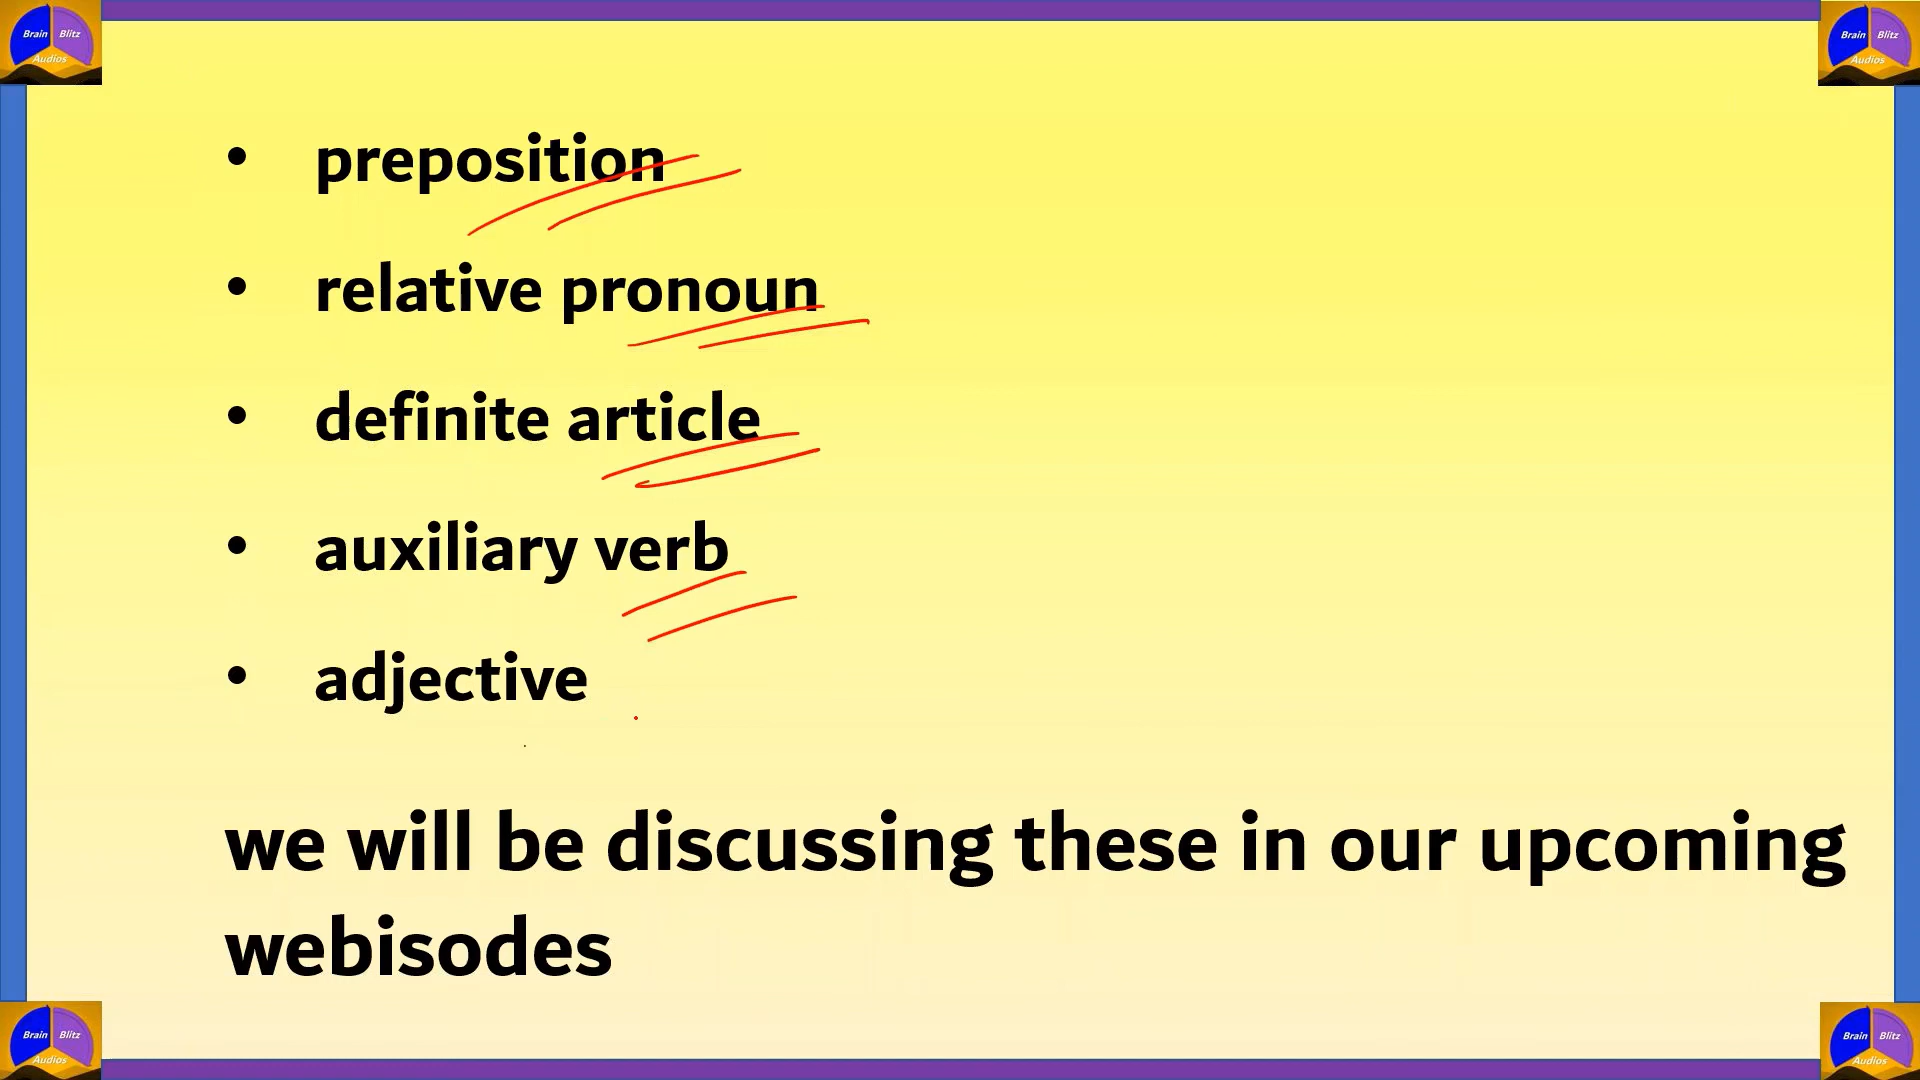 Brain Blitz
Audios
Brain Blitz
Audios
• preposition
• relative pronoun
• definite article
• auxiliary verb
• adjective
we will be discussing these in our upcoming
webisodes
Brain Blitz
Audios
Brain Blitz
Audios